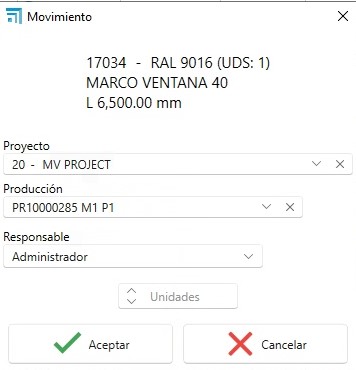 Movimiento
17034 - RAL 9016 (UDS: 1)
MARCO VENTANA 40
L 6,500.00 mm
Proyecto
20 - MV PROJECT
Producción
PR10000285 M1 P1
Responsable
Administrador
Unidades
Aceptar
Cancelar